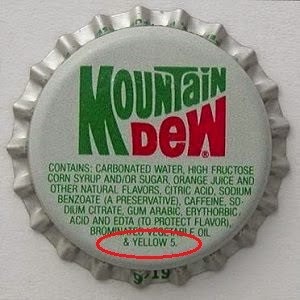 MOUNTAIN
DEW®
CONTAINS: CARBONATED WATER, HIGH FRUCTOSE
CORN SYRUP AND/OR SUGAR, ORANGE JUICE AND
OTHER NATURAL FLAVORS, CITRIC ACID, SODIUM
BENZOATE (A PRESERVATIVE), CAFFEINE, SO-
DIUM CITRATE, GUM ARABIC, ERYTHORBIC
ACID AND EDTA (TO PROTECT FLAVOR),
BROMINATED VEGETABLE OIL
& YELLOW 5.
9-19